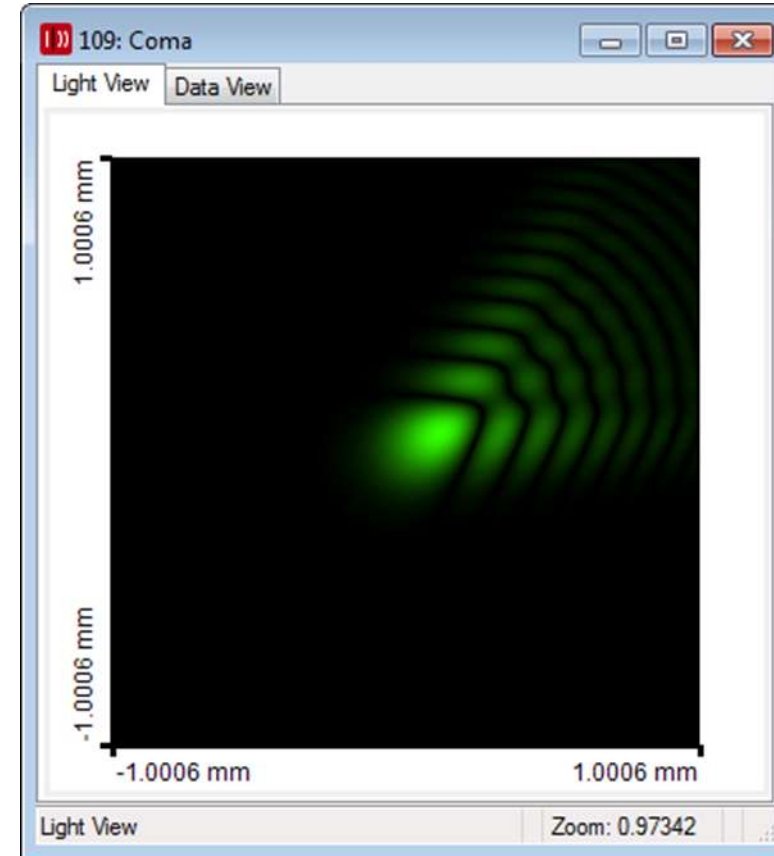 109: Coma
Light View Data View
1.0006 mm
-1.0006 mm
-1.0006 mm 1.0006 mm
Light View Zoom: 0.97342